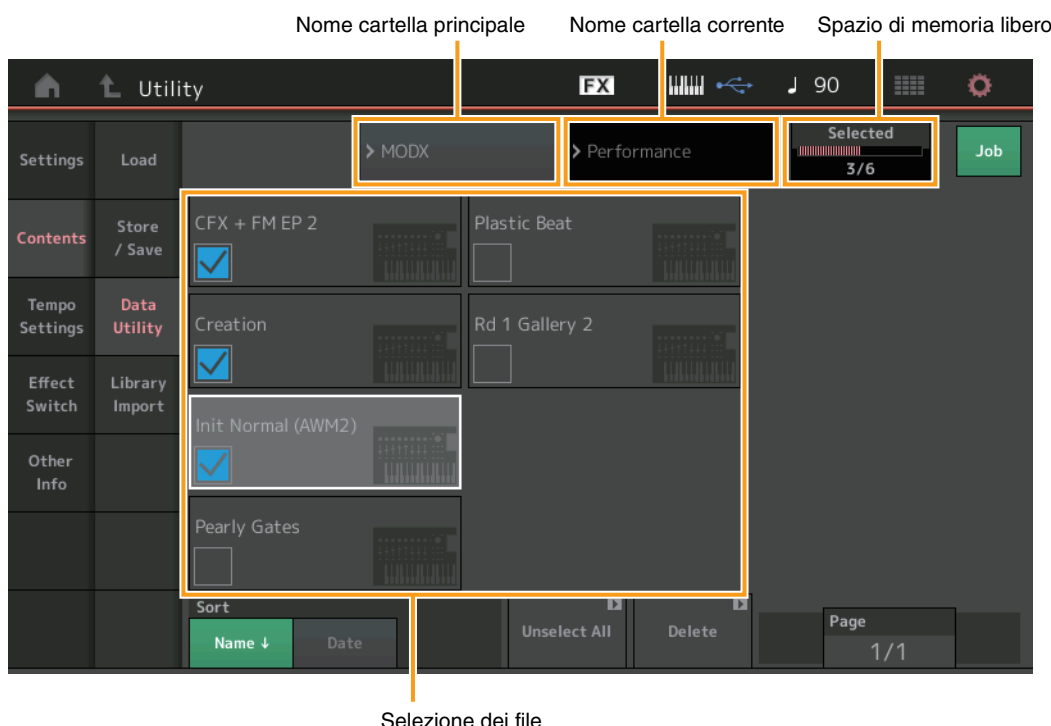 Nome cartella principale
Nome cartella corrente
Spazio di memoria libero
Utility
FX
90
Settings
Load
> MODX
> Performance
Selected
3/6
Job
Contents
Store
/ Save
CFX + FM EP 2
Plastic Beat
Tempo
Settings
Data
Utility
Creation
Rd 1 Gallery 2
Effect
Switch
Library
Import
Init Normal (AWM2)
Other
Info
Pearly Gates
Sort
Name ↓
Date
Unselect All
Delete
Page
1/1
Selezione dei file